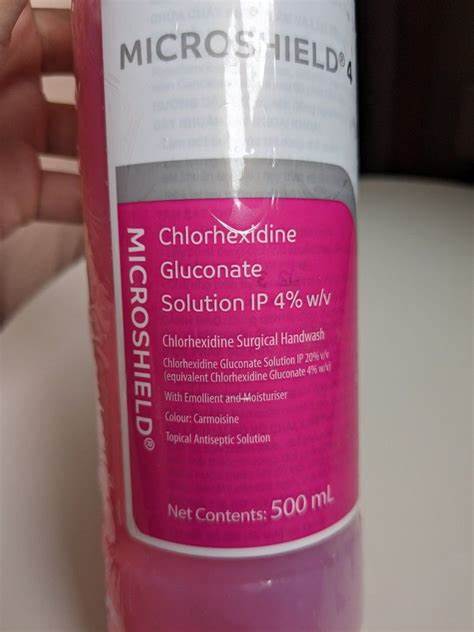 MICROSHIELD® 4
MICROSHIELD®
Chlorhexidine
Gluconate
Solution IP 4% w/v
Chlorhexidine Surgical Handwash
Chlorhexidine Gluconate Solution IP 20% v/v
(equivalent Chlorhexidine Gluconate 4% w/v)
With Emollient and Moisturiser
Colour: Carmoisine
Topical Antiseptic Solution
Net Contents: 500 mL